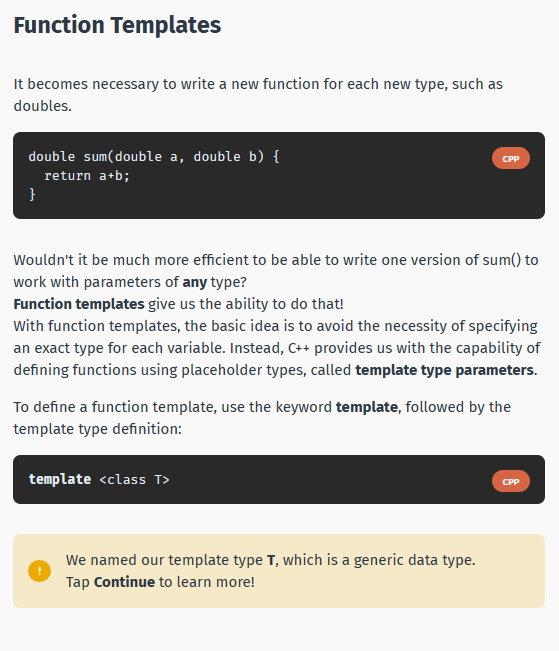 Function Templates
It becomes necessary to write a new function for each new type, such as
doubles.
double sum(double a, double b) {
CPP
  return a+b;
}
Wouldn't it be much more efficient to be able to write one version of sum() to
work with parameters of any type?
Function templates give us the ability to do that!
With function templates, the basic idea is to avoid the necessity of specifying
an exact type for each variable. Instead, C++ provides us with the capability of
defining functions using placeholder types, called template type parameters.
To define a function template, use the keyword template, followed by the
template type definition:
template <class T>
CPP
!
We named our template type T, which is a generic data type.
Tap Continue to learn more!